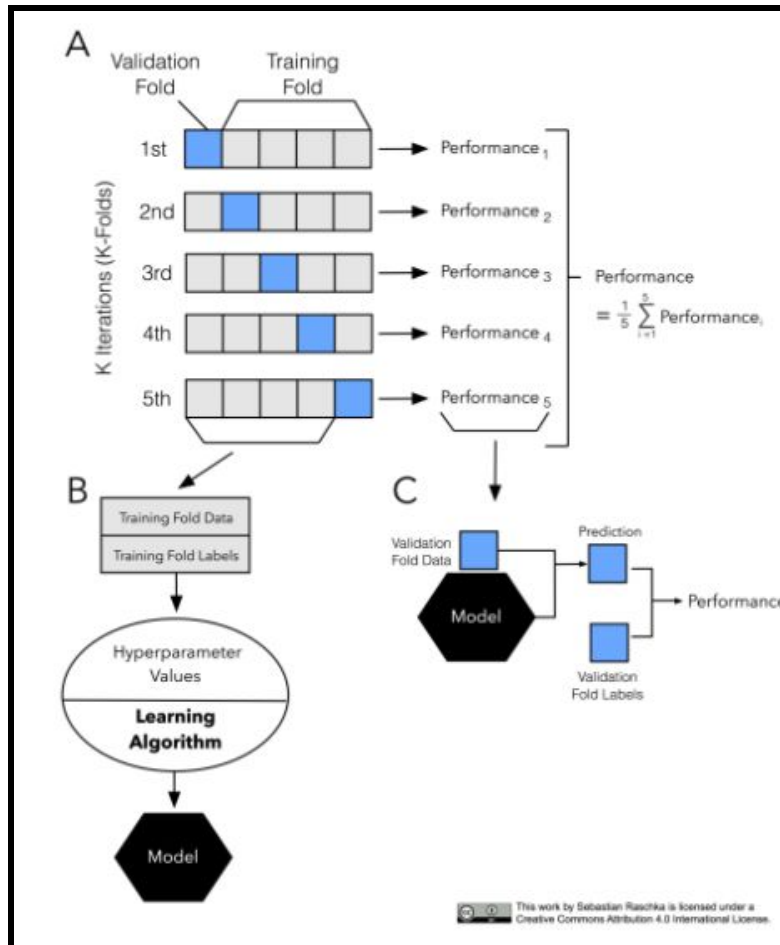 A
Validation
Fold
Training
Fold
K Iterations (K-Folds)
1st
Performance 1
2nd
Performance 2
3rd
Performance 3
4th
Performance 4
5th
Performance 5
Performance
= 1/5 5∑i=1 Performance i
B
Training Fold Data
Training Fold Labels
Hyperparameter
Values
Learning
Algorithm
Model
C
Validation
Fold Data
Model
Prediction
Validation
Fold Labels
Performance
This work by Sebastian Raschka is licensed under a
Creative Commons Attribution 4.0 International License.